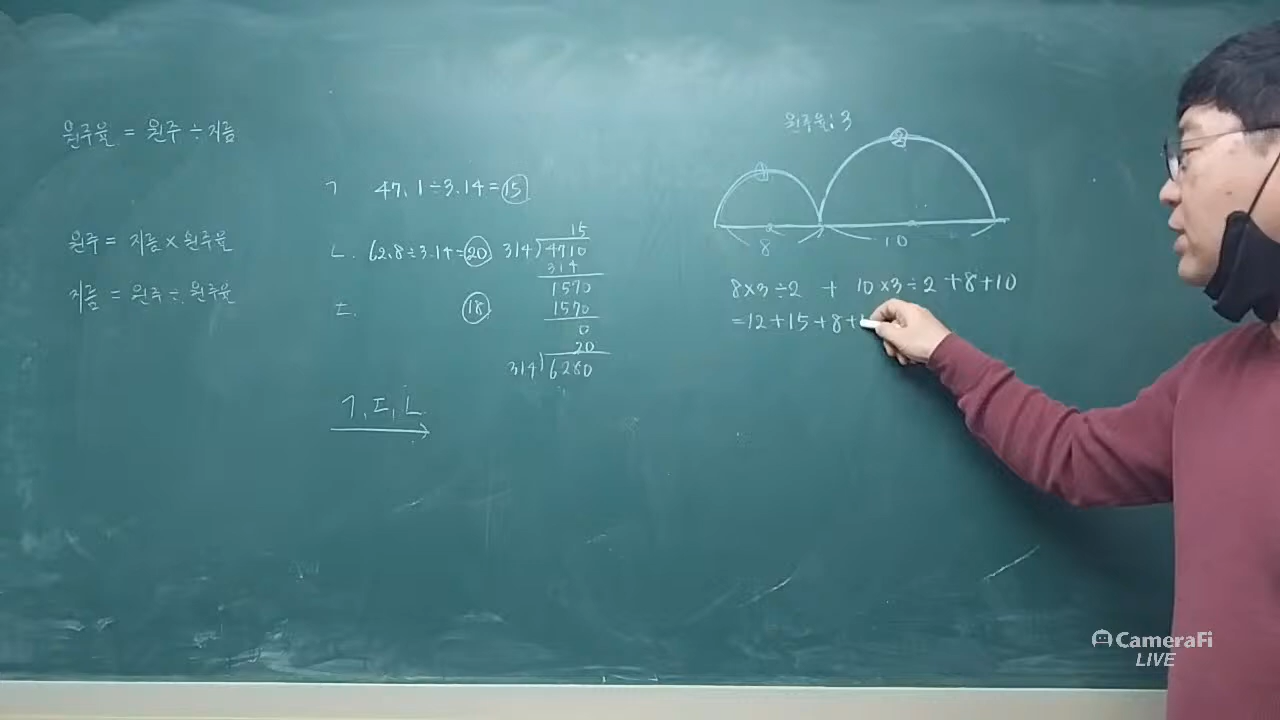 원주율 = 원주 ÷ 지름
원주 = 지름 × 원주율
지름 = 원주 ÷ 원주율
ㄱ 47.1÷3.14=15
ㄴ. 62.8÷3.14=20
ㄷ. 18
ㄱ, ㄷ, ㄴ
15
314)4710
314
1570
1570
0
20
314)6280
원주율: 3
8 10
8×3÷2 + 10×3÷2 +8+10
=12+15+8+
CameraFi
LIVE